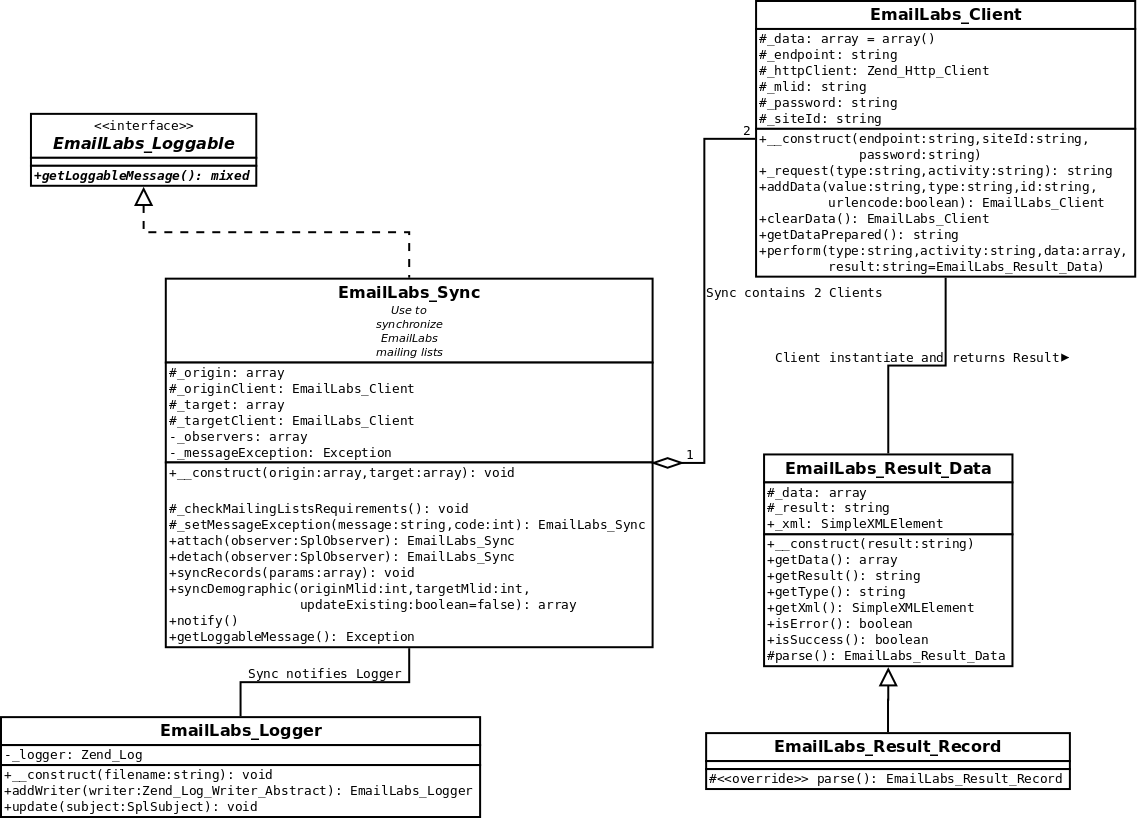 EmailLabs_Client
#_data: array = array()
#_endpoint: string
#_httpClient: Zend_Http_Client
#_mlid: string
#_password: string
#_siteId: string
+__construct(endpoint:string,siteId:string,
password:string)
+_request(type:string,activity:string): string
+addData(value:string,type:string,id:string,
urlencode:boolean): EmailLabs_Client
+clearData(): EmailLabs_Client
+getDataPrepared(): string
+perform(type:string,activity:string,data:array,
result:string=EmailLabs_Result_Data)
<<interface>>
EmailLabs_Loggable
+getLoggableMessage(): mixed
2
Sync contains 2 Clients
1
EmailLabs_Sync
Use to
synchronize
EmailLabs
mailing lists
#_origin: array
#_originClient: EmailLabs_Client
#_target: array
#_targetClient: EmailLabs_Client
-_observers: array
-_messageException: Exception
+__construct(origin:array,target:array): void
#_checkMailingListsRequirements(): void
#_setMessageException(message:string,code:int): EmailLabs_Sync
+attach(observer:SplObserver): EmailLabs_Sync
+detach(observer:SplObserver): EmailLabs_Sync
+syncRecords(params:array): void
+syncDemographic(originMlid:int,targetMlid:int,
updateExisting:boolean=false): array
+notify()
+getLoggableMessage(): Exception
Client instantiate and returns Result►
EmailLabs_Result_Data
#_data: array
#_result: string
+_xml: SimpleXMLElement
+__construct(result:string)
+getData(): array
+getResult(): string
+getType(): string
+getXml(): SimpleXMLElement
+isError(): boolean
+isSuccess(): boolean
#parse(): EmailLabs_Result_Data
Sync notifies Logger
EmailLabs_Logger
-_logger: Zend_Log
+__construct(filename:string): void
+addWriter(writer:Zend_Log_Writer_Abstract): EmailLabs_Logger
+update(subject:SplSubject): void
EmailLabs_Result_Record
#<<override>> parse(): EmailLabs_Result_Record